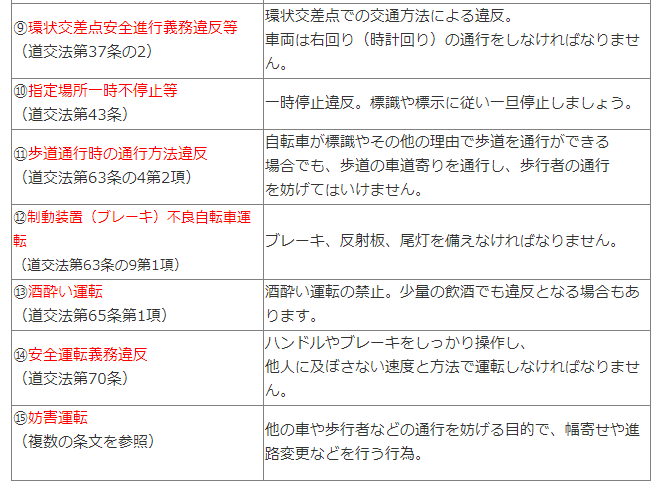 ⑨環状交差点安全進行義務違反等
（道交法第37条の2）
環状交差点での交通方法による違反。
車両は右回り（時計回り）の通行をしなければなりませ
ん。
⑩指定場所一時不停止等
（道交法第43条）
一時停止違反。標識や標示に従い一旦停止しましょう。
⑪歩道通行時の通行方法違反
（道交法第63条の4第2項）
自転車が標識やその他の理由で歩道を通行ができる
場合でも、歩道の車道寄りを通行し、歩行者の通行
を妨げてはいけません。
⑫制動装置（ブレーキ）不良自転車運
転
（道交法第63条の9第1項）
ブレーキ、反射板、尾灯を備えなければなりません。
⑬酒酔い運転
（道交法第65条第1項）
酒酔い運転の禁止。少量の飲酒でも違反となる場合もあ
ります。
⑭安全運転義務違反
（道交法第70条）
ハンドルやブレーキをしっかり操作し、
他人に及ぼさない速度と方法で運転しなければなりませ
ん。
⑮妨害運転
（複数の条文を参照）
他の車や歩行者などの通行を妨げる目的で、幅寄せや進
路変更などを行う行為。